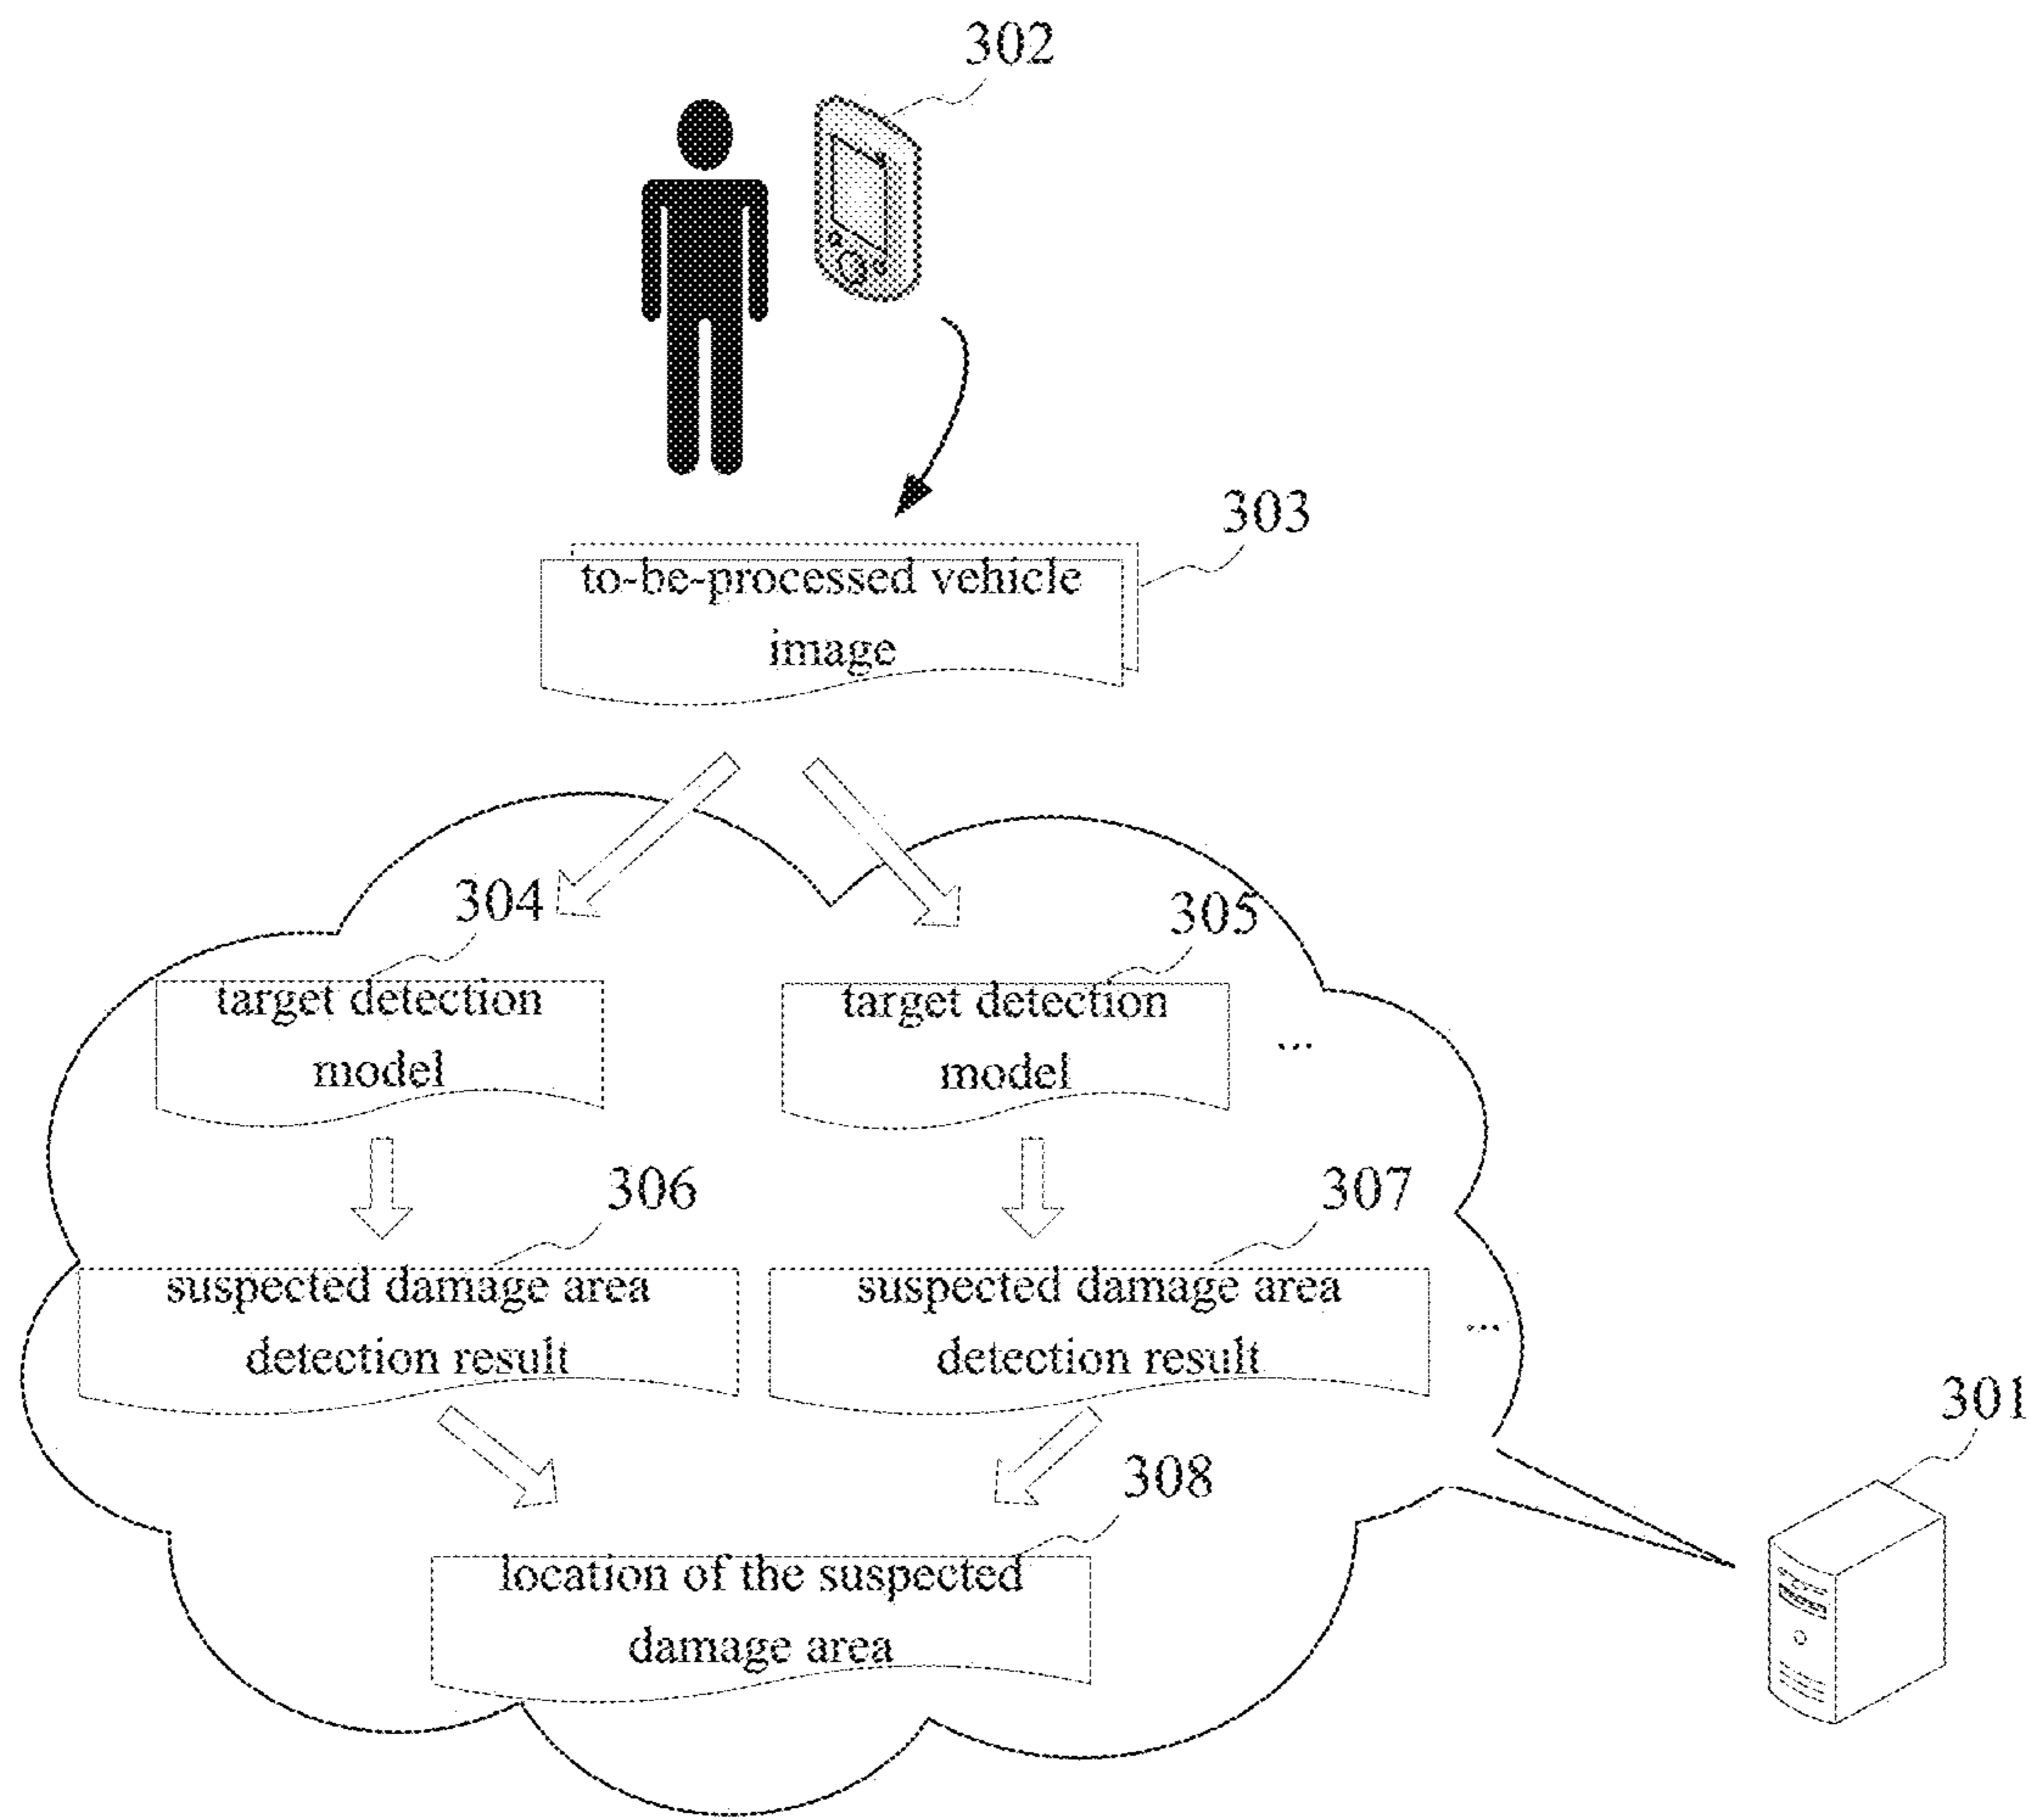 302
303
to-be-processed vehicle
image
304
305
target detection
model
target detection
model
...
306
307
suspected damage area
detection result
suspected damage area
detection result
...
301
308
location of the suspected
damage area